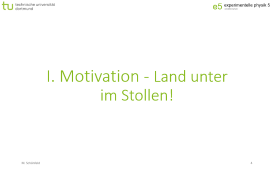 technische universität
dortmund
e5 experimentelle physik 5
I. Motivation - Land unter
im Stollen!